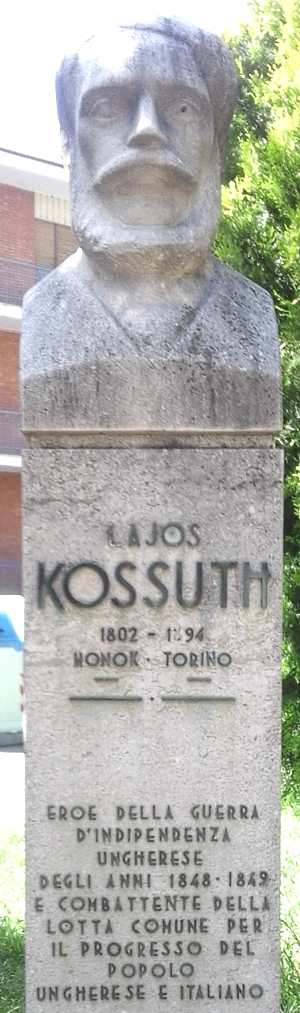 LAJOS
KOSSUTH
1802 - 1894
MONOK · TORINO
EROE DELLA GUERRA
D'INDIPENDENZA
UNGHERESE
DEGLI ANNI 1848 · 1849
E COMBATTENTE DELLA
LOTTA COMUNE PER
IL PROGRESSO DEL
POPOLO
UNGHERESE E ITALIANO